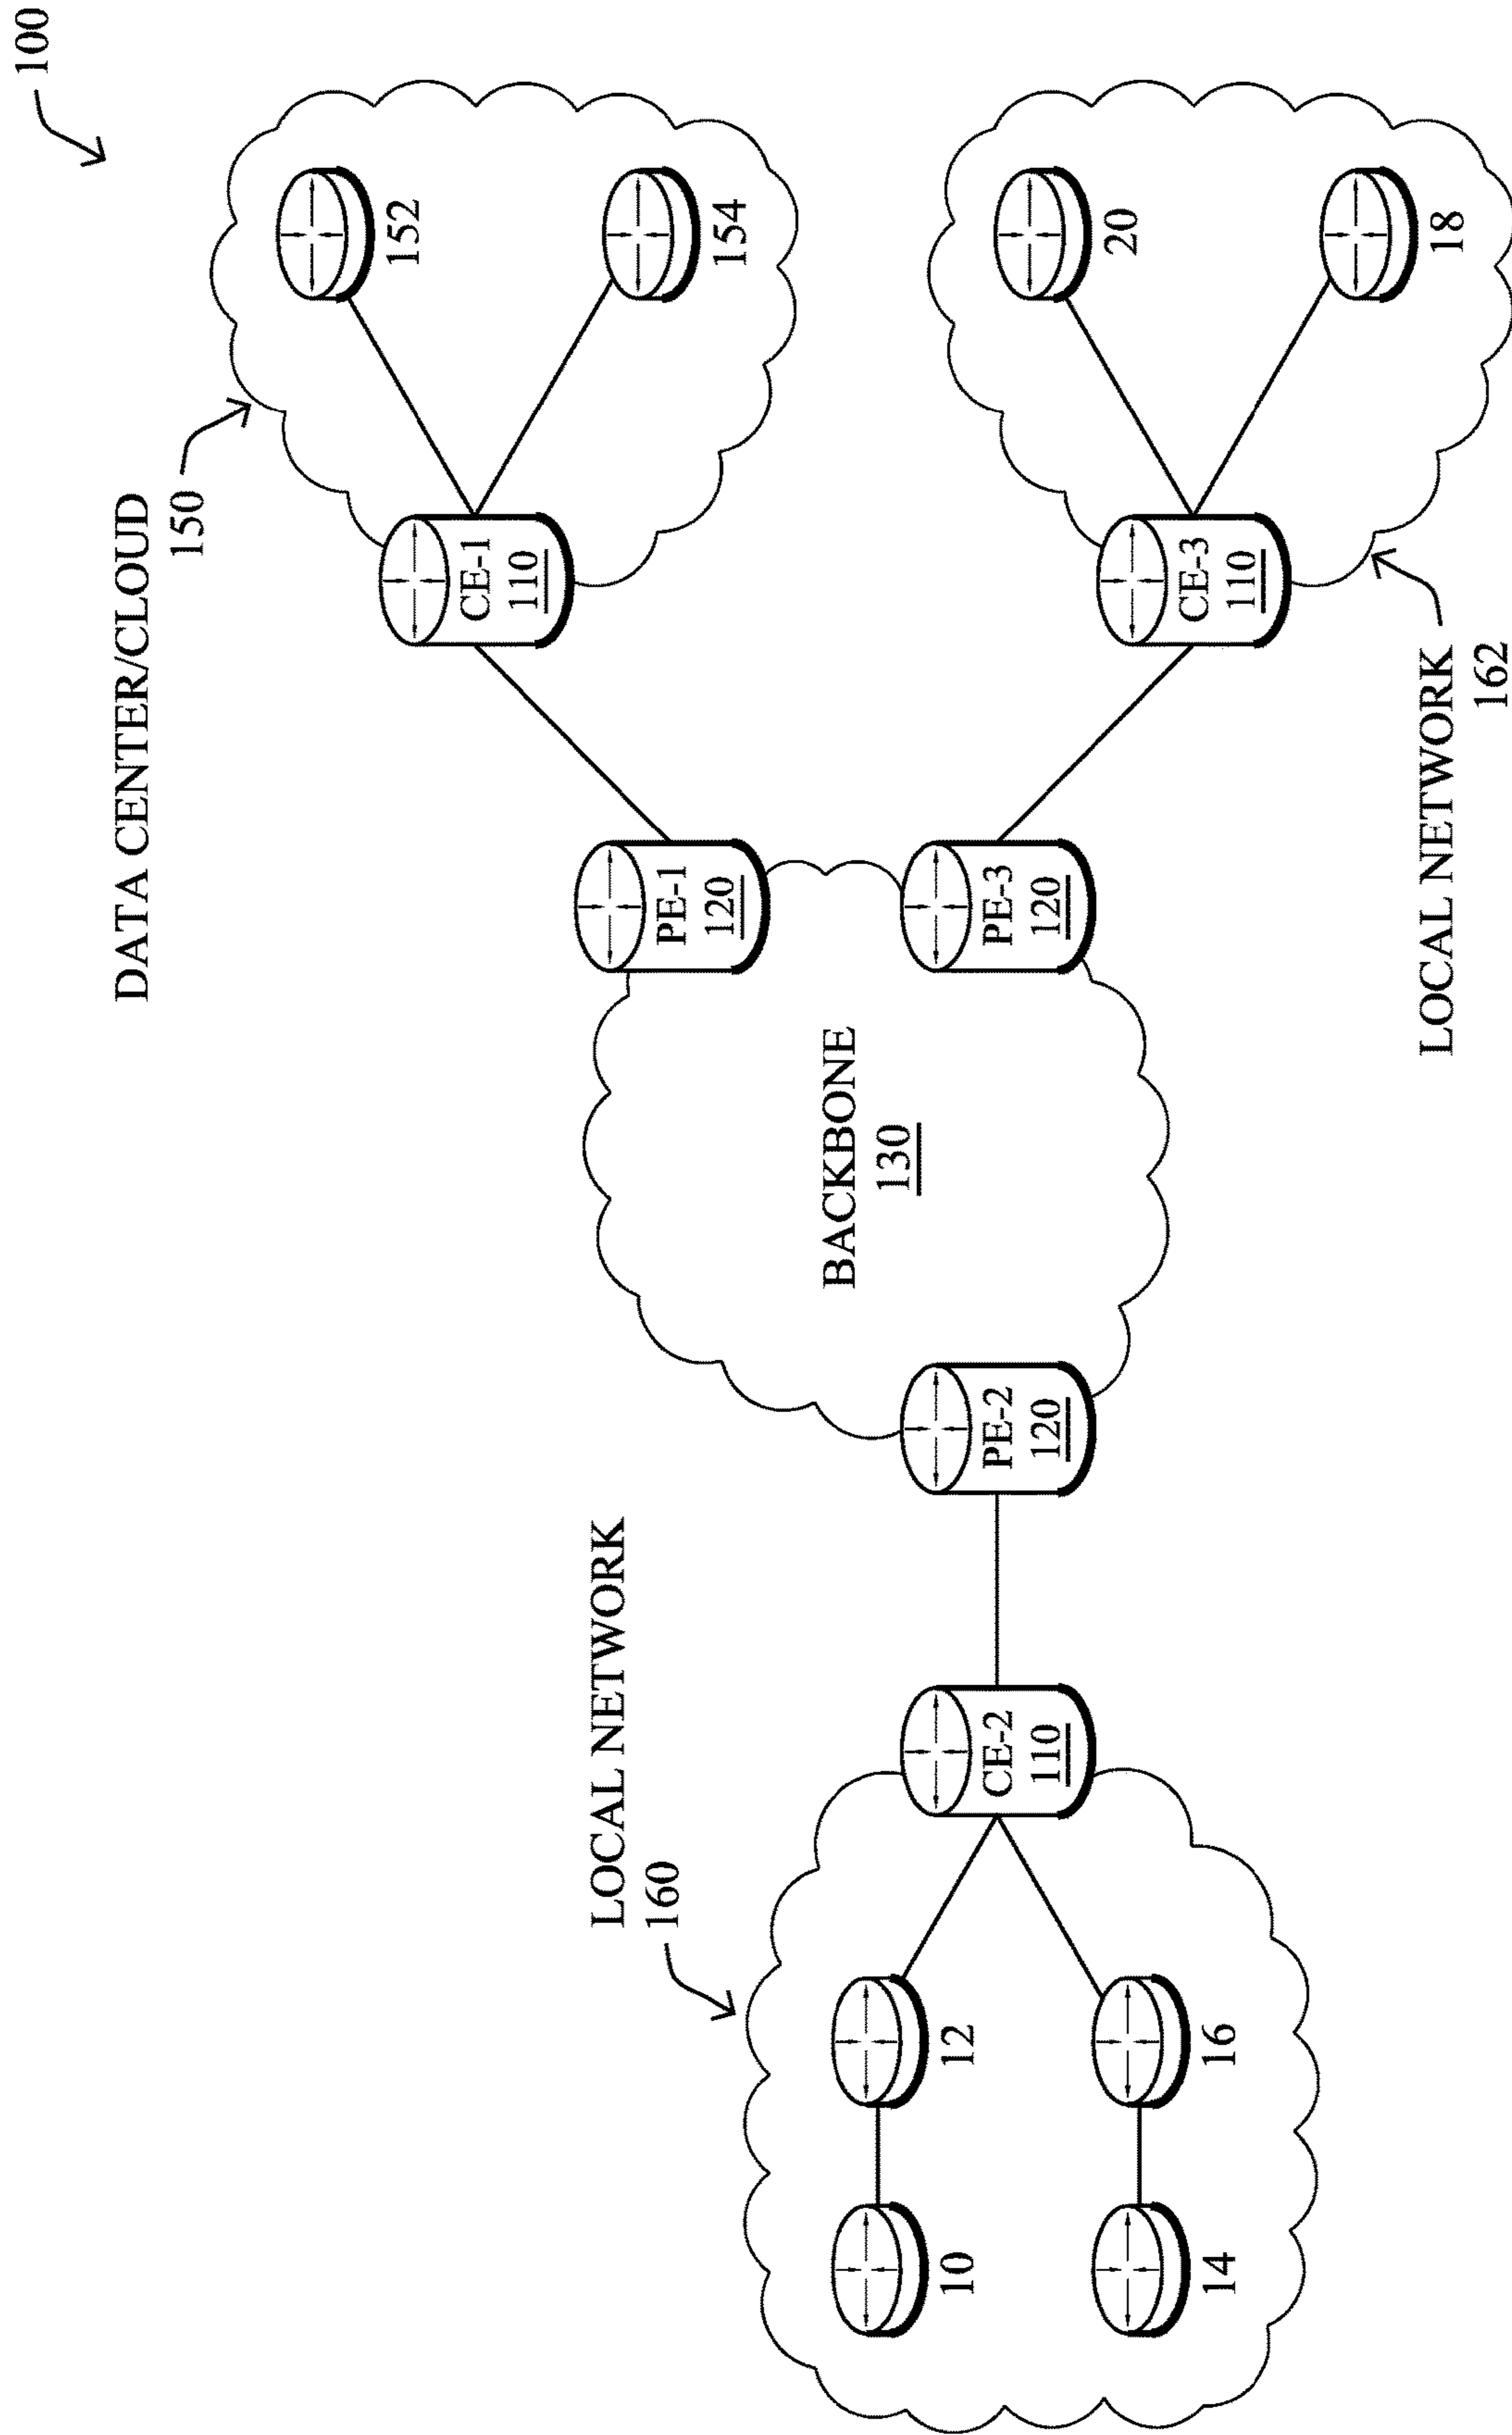 100
DATA CENTER/CLOUD
150
152
154
CE-1
110
PE-1
120
LOCAL NETWORK
160
BACKBONE
130
10
12
CE-2
110
PE-2
120
PE-3
120
14
16
20
CE-3
110
18
LOCAL NETWORK
162